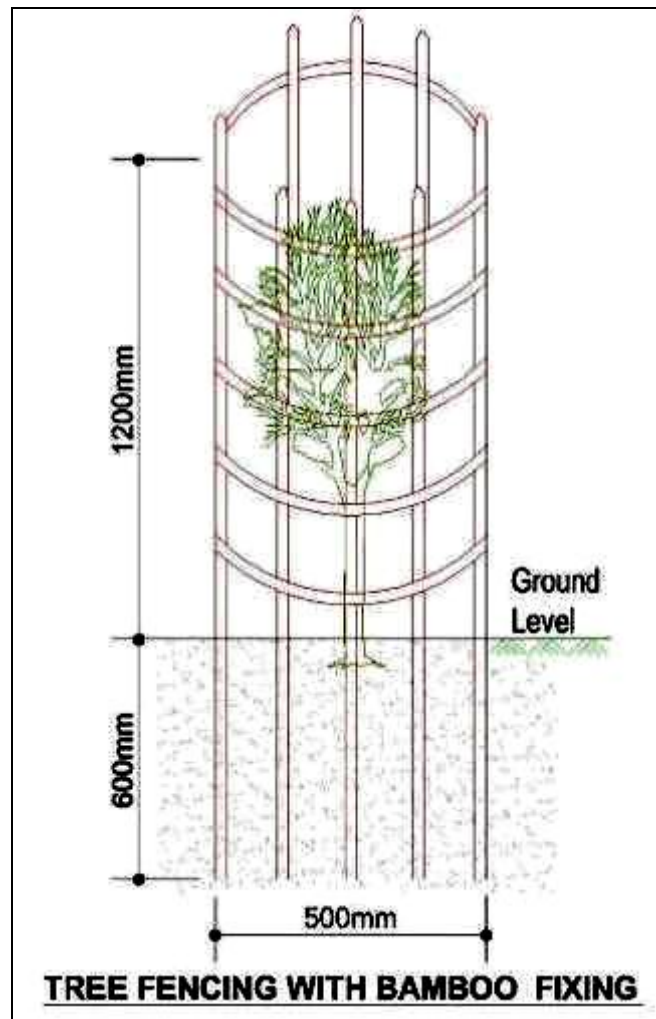 1200mm
Ground
Level
600mm
500mm
TREE FENCING WITH BAMBOO FIXING